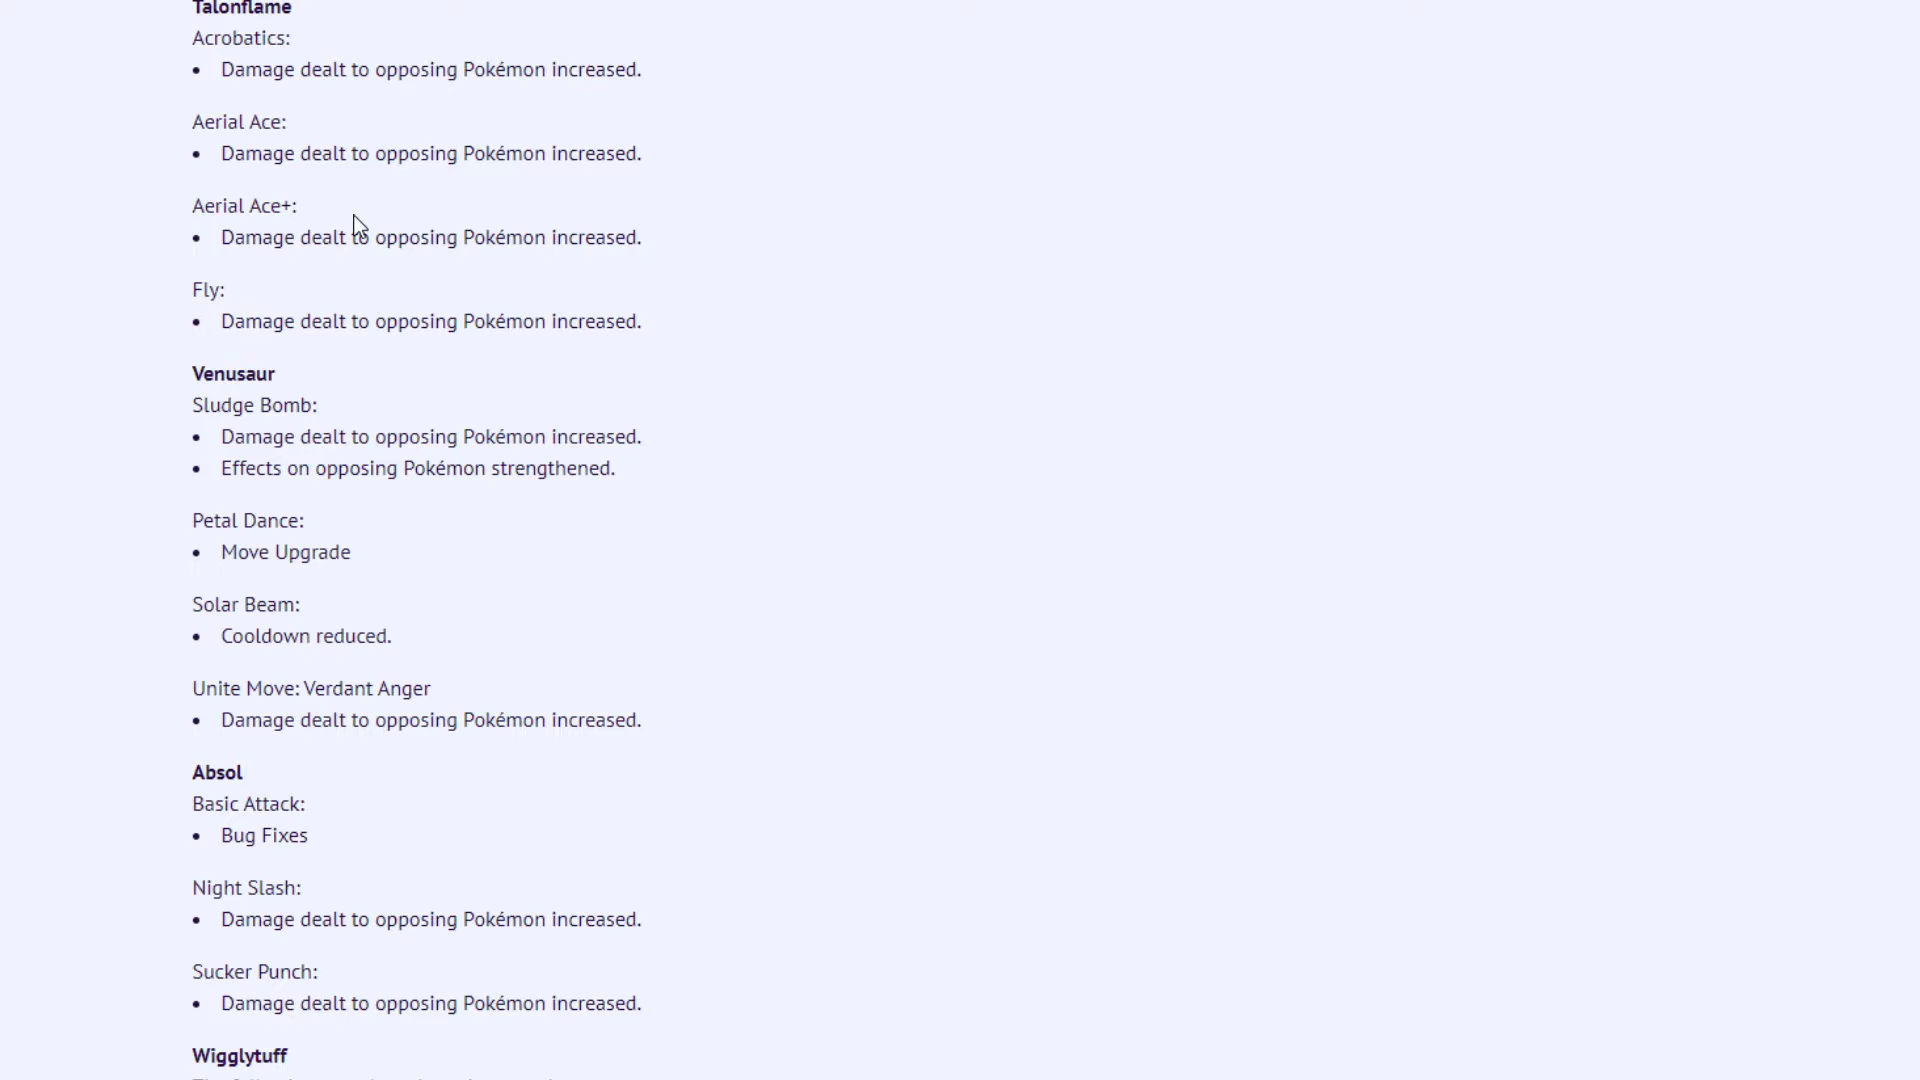 Talonflame
Acrobatics:
• Damage dealt to opposing Pokémon increased.
Aerial Ace:
• Damage dealt to opposing Pokémon increased.
Aerial Ace+:
• Damage dealt to opposing Pokémon increased.
Fly:
• Damage dealt to opposing Pokémon increased.
Venusaur
Sludge Bomb:
• Damage dealt to opposing Pokémon increased.
• Effects on opposing Pokémon strengthened.
Petal Dance:
• Move Upgrade
Solar Beam:
• Cooldown reduced.
Unite Move: Verdant Anger
• Damage dealt to opposing Pokémon increased.
Absol
Basic Attack:
• Bug Fixes
Night Slash:
• Damage dealt to opposing Pokémon increased.
Sucker Punch:
• Damage dealt to opposing Pokémon increased.
Wigglytuff